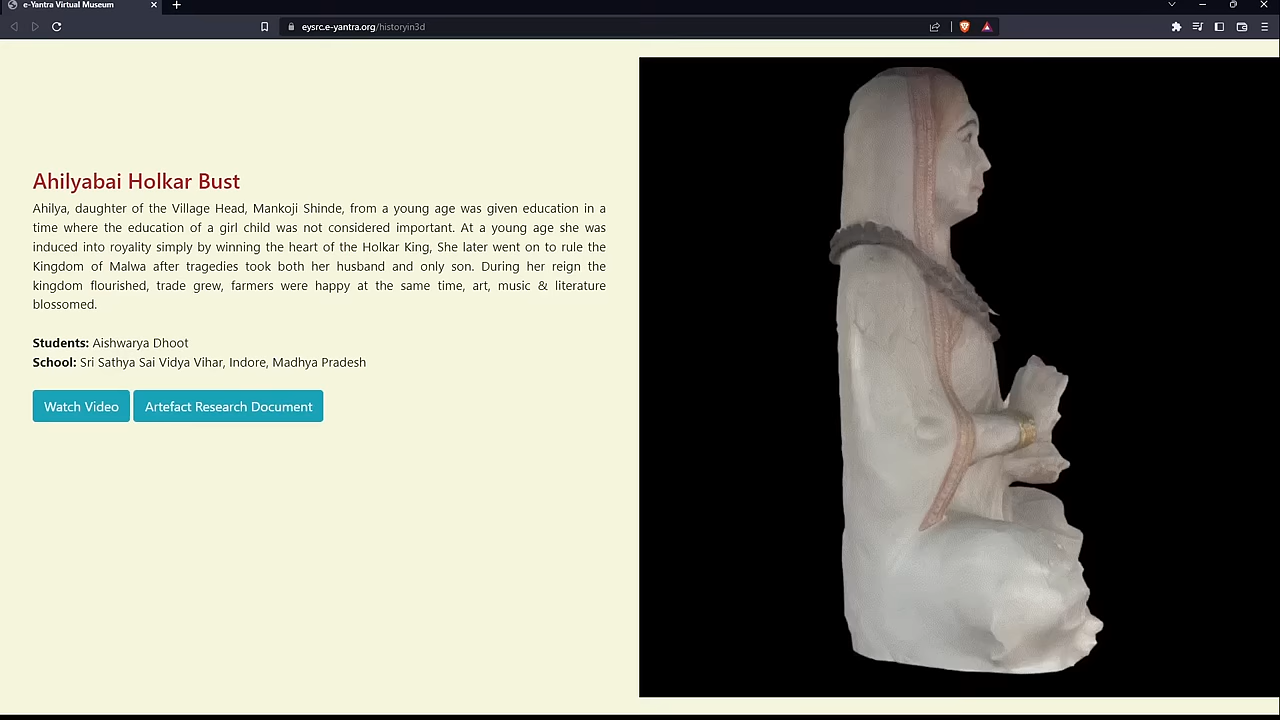 e-Yantra Virtual Museum
eysrc.e-yantra.org/historyin3d
Ahilyabai Holkar Bust
Ahilya, daughter of the Village Head, Mankoji Shinde, from a young age was given education in a
time where the education of a girl child was not considered important. At a young age she was
induced into royality simply by winning the heart of the Holkar King, She later went on to rule the
Kingdom of Malwa after tragedies took both her husband and only son. During her reign the
kingdom flourished, trade grew, farmers were happy at the same time, art, music & literature
blossomed.
Students: Aishwarya Dhoot
School: Sri Sathya Sai Vidya Vihar, Indore, Madhya Pradesh
Watch Video Artefact Research Document